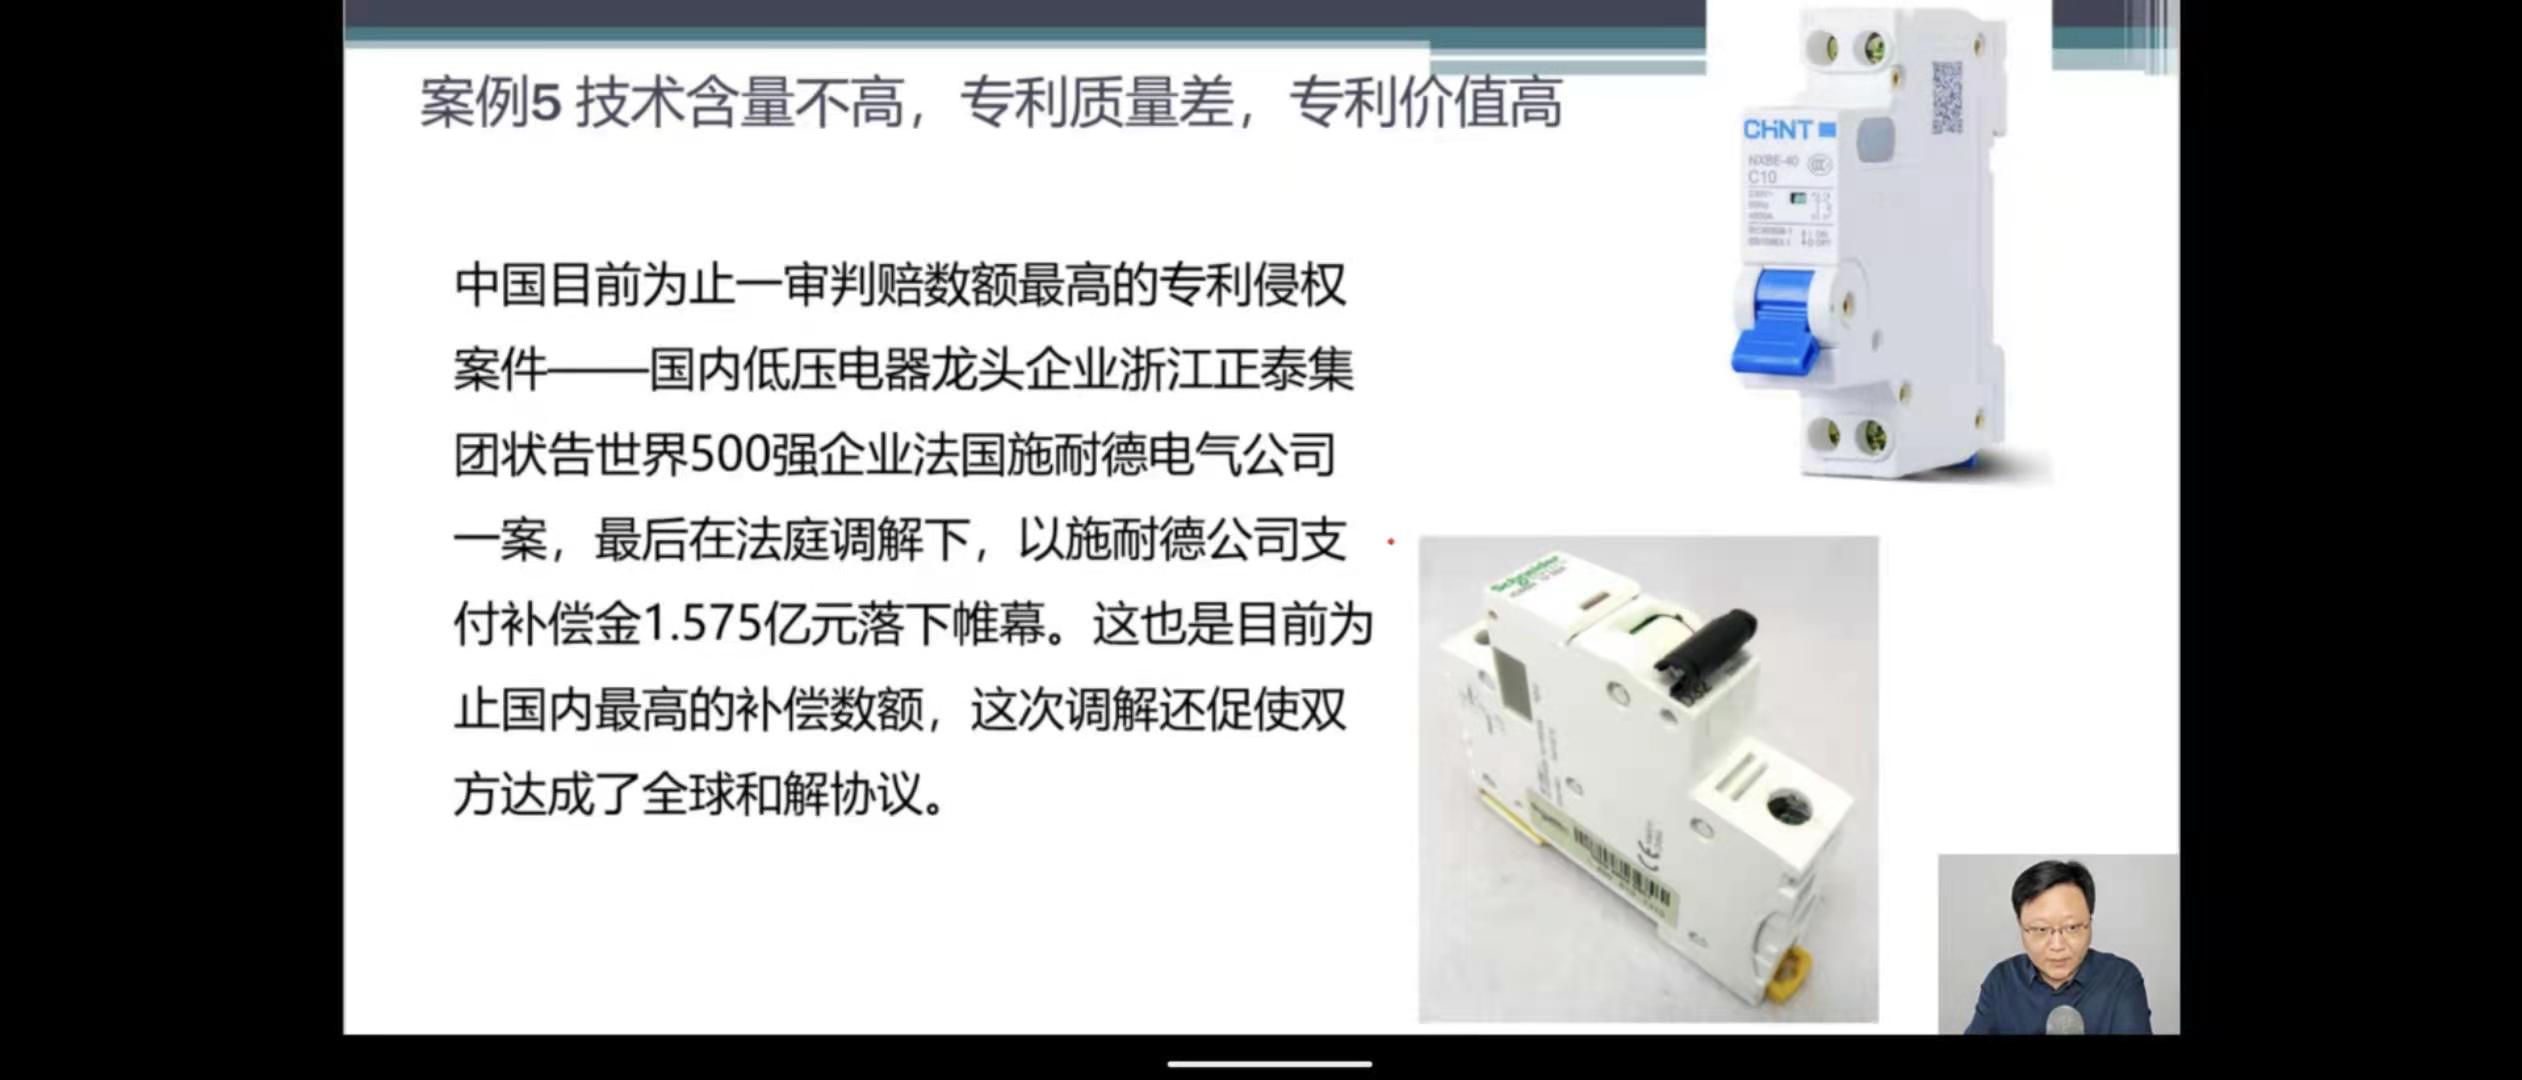 案例5 技术含量不高，专利质量差，专利价值高
中国目前为止一审判赔数额最高的专利侵权
案件——国内低压电器龙头企业浙江正泰集
团状告世界500强企业法国施耐德电气公司
一案，最后在法庭调解下，以施耐德公司支
付补偿金1.575亿元落下帷幕。这也是目前为
止国内最高的补偿数额，这次调解还促使双
方达成了全球和解协议。
CHNT
NXBE-40
C10
Schneider
CE